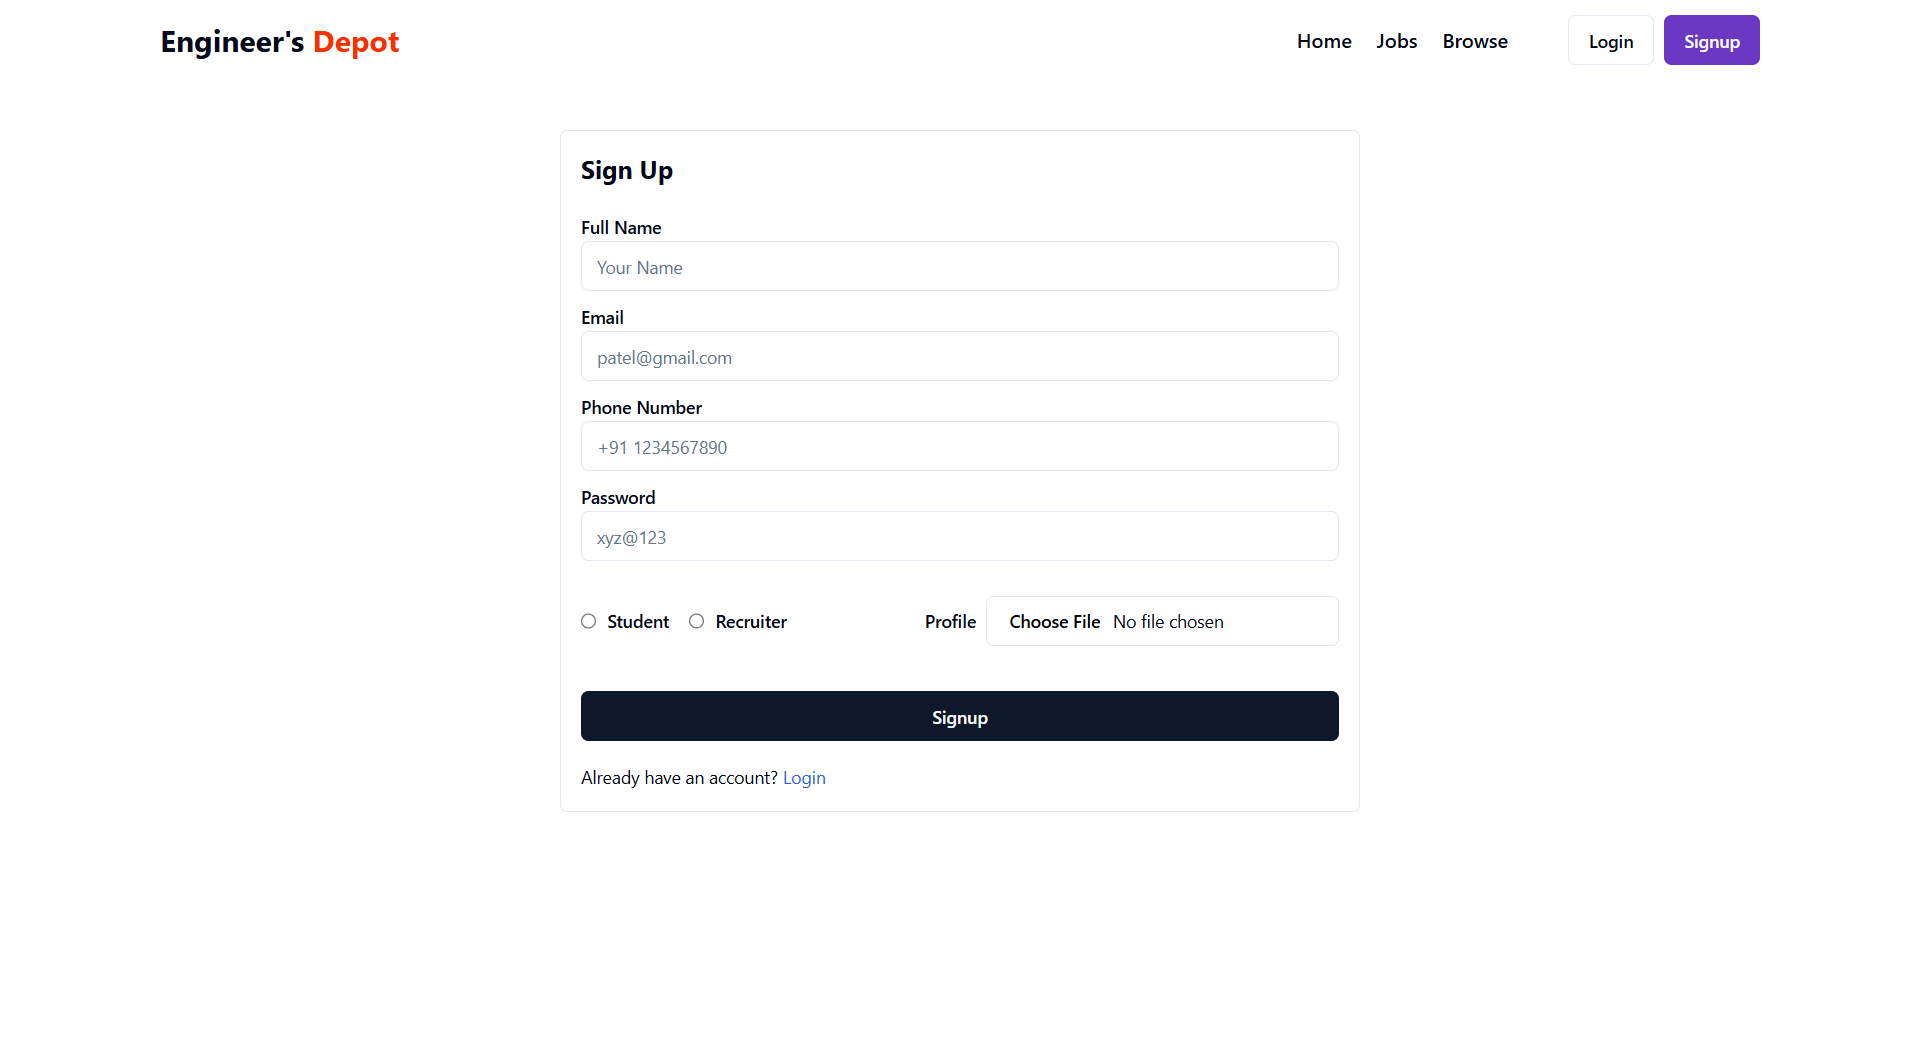 Engineer's Depot
Home Jobs Browse Login Signup
Sign Up
Full Name
Your Name
Email
patel@gmail.com
Phone Number
+91 1234567890
Password
xyz@123
Student Recruiter Profile Choose File No file chosen
Signup
Already have an account? Login